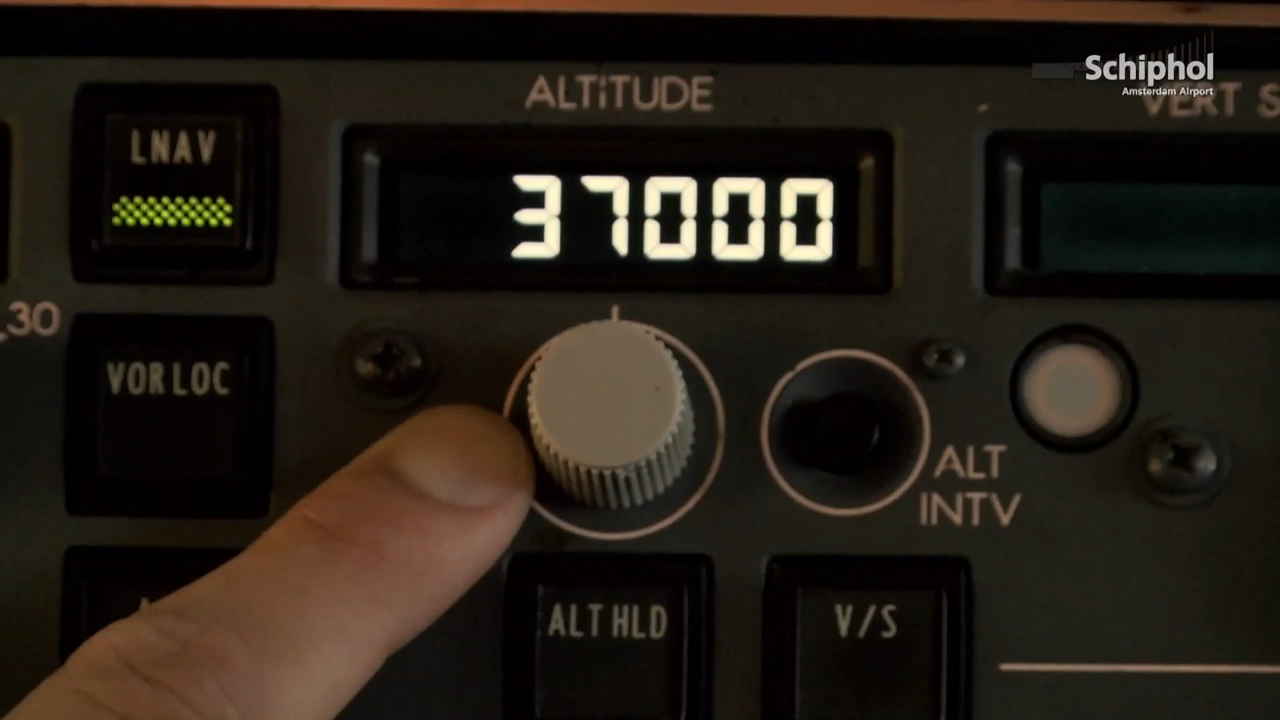 Schiphol
Amsterdam Airport
ALTITUDE
VERT S
LNAV
37000
30
VOR LOC
ALT
INTV
ALT HLD
V/S